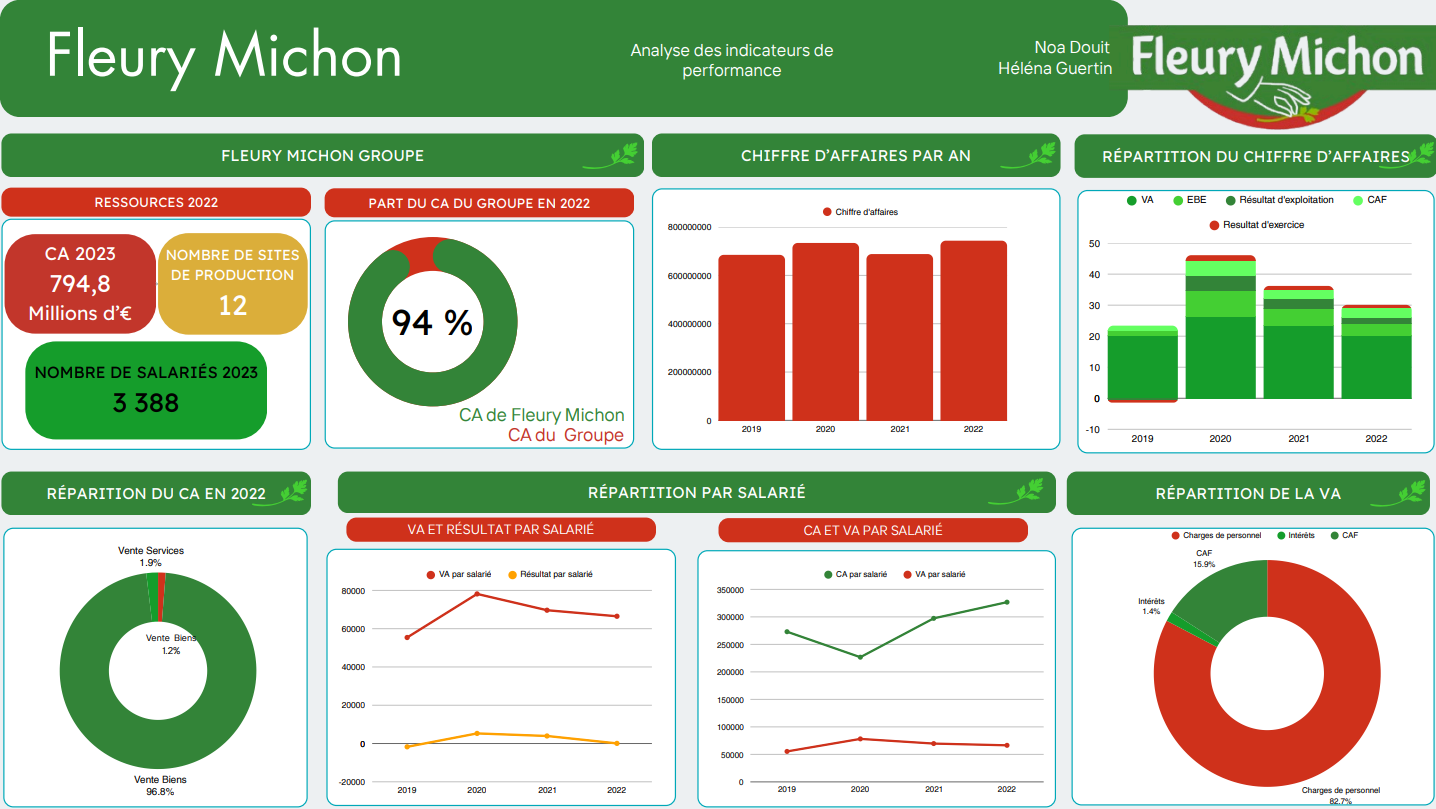 Fleury Michon
Analyse des indicateurs de
performance
Noa Douit
Héléna Guertin
Fleury Michon
FLEURY MICHON GROUPE
CHIFFRE D'AFFAIRES PAR AN
RÉPARTITION DU CHIFFRE D'AFFAIRES
RESSOURCES 2022
PART DU CA DU GROUPE EN 2022
CA 2023
794,8
Millions d'€
NOMBRE DE SITES
DE PRODUCTION
12
NOMBRE DE SALARIÉS 2023
3 388
94 %
CA de Fleury Michon
CA du Groupe
Chiffre d'affaires
800000000
600000000
400000000
200000000
0
2019
2020
2021
2022
VA
EBE
Résultat d'exploitation
CAF
Resultat d'exercice
50
40
30
20
10
0
-10
2019
2020
2021
2022
RÉPARITION DU CA EN 2022
RÉPARTITION PAR SALARIÉ
RÉPARTITION DE LA VA
Vente Services
1.9%
Vente Biens
1.2%
Vente Biens
96.8%
VA ET RÉSULTAT PAR SALARIÉ
VA par salarié
Résultat par salarié
80000
60000
40000
20000
0
-20000
2019
2020
2021
2022
CA ET VA PAR SALARIÉ
CA par salarié
VA par salarié
350000
300000
250000
200000
150000
100000
50000
0
2019
2020
2021
2022
Charges de personnel
Intérêts
CAF
CAF
15.9%
Intérêts
1.4%
Charges de personnel
82.7%